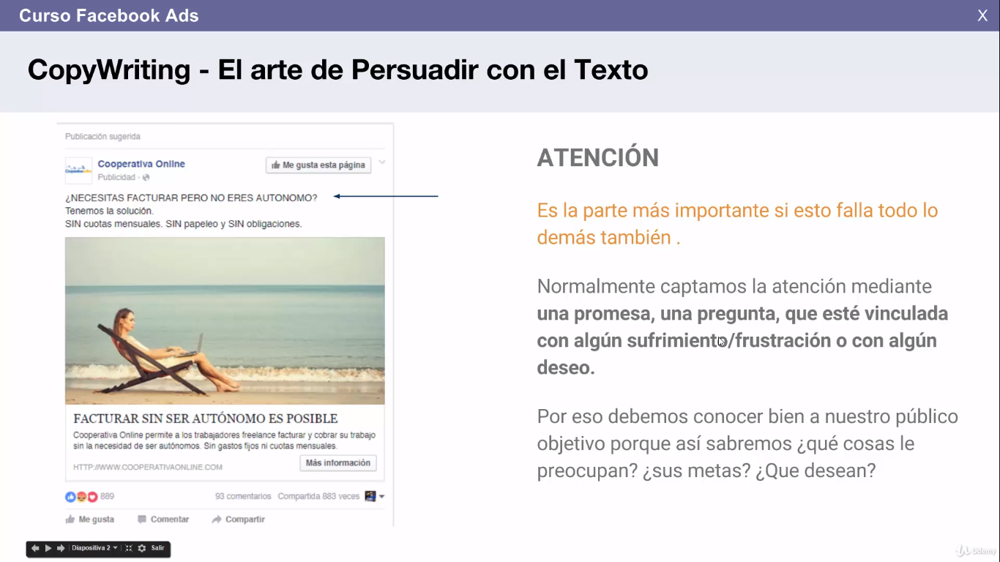 Curso Facebook Ads
X
CopyWriting - El arte de Persuadir con el Texto
Publicación sugerida
Cooperativa Online
Publicidad ·
Me gusta esta página
¿NECESITAS FACTURAR PERO NO ERES AUTONOMO?
Tenemos la solución.
SIN cuotas mensuales. SIN papeleo y SIN obligaciones.
FACTURAR SIN SER AUTÓNOMO ES POSIBLE
Cooperativa Online permite a los trabajadores freelance facturar y cobrar su trabajo
sin la necesidad de ser autónomos. Sin gastos fijos ni cuotas mensuales.
HTTP://WWW.COOPERATIVAONLINE.COM
Más información
889
93 comentarios Compartida 883 veces
Me gusta Comentar Compartir
ATENCIÓN
Es la parte más importante si esto falla todo lo
demás también .
Normalmente captamos la atención mediante
una promesa, una pregunta, que esté vinculada
con algún sufrimiento/frustración o con algún
deseo.
Por eso debemos conocer bien a nuestro público
objetivo porque así sabremos ¿qué cosas le
preocupan? ¿sus metas? ¿Que desean?
Diapositiva 2
Salir
Udemy